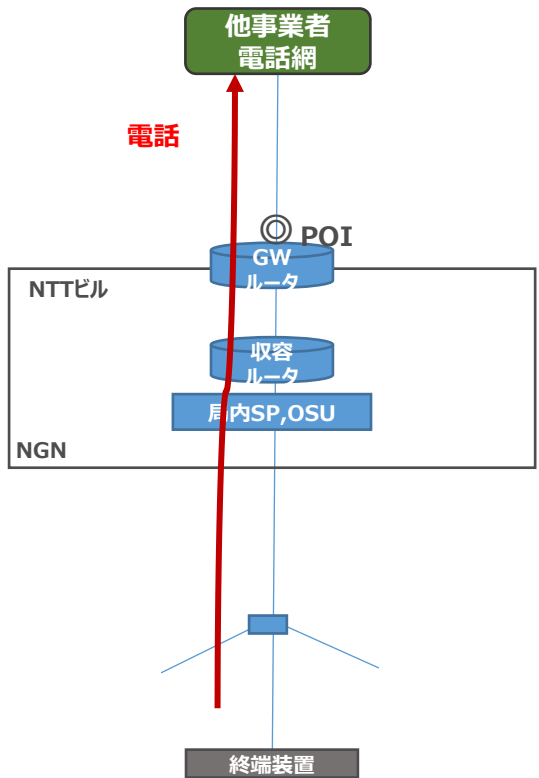 他事業者
電話網
電話
POI
GW
ルータ
NTTビル
収容
ルータ
局内SP,OSU
NGN
終端装置